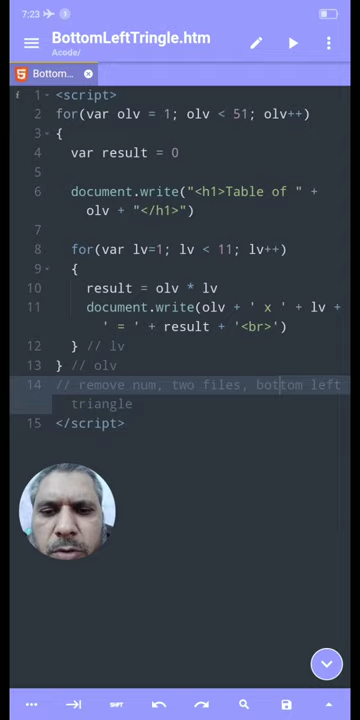 7:23
1
BottomLeftTringle.htm
Acode/
Bottom...
1 <script>
2 for(var olv = 1; olv < 51; olv++)
3 {
4 var result = 0
5
6 document.write("<h1>Table of " +
olv + "</h1>")
7
8 for(var lv=1; lv < 11; lv++)
9 {
10 result = olv * lv
11 document.write(olv + ' x ' + lv +
' = ' + result + '<br>')
12 } // lv
13 } // olv
14 // remove num, two files, bottom left
triangle
15 </script>
SHIFT